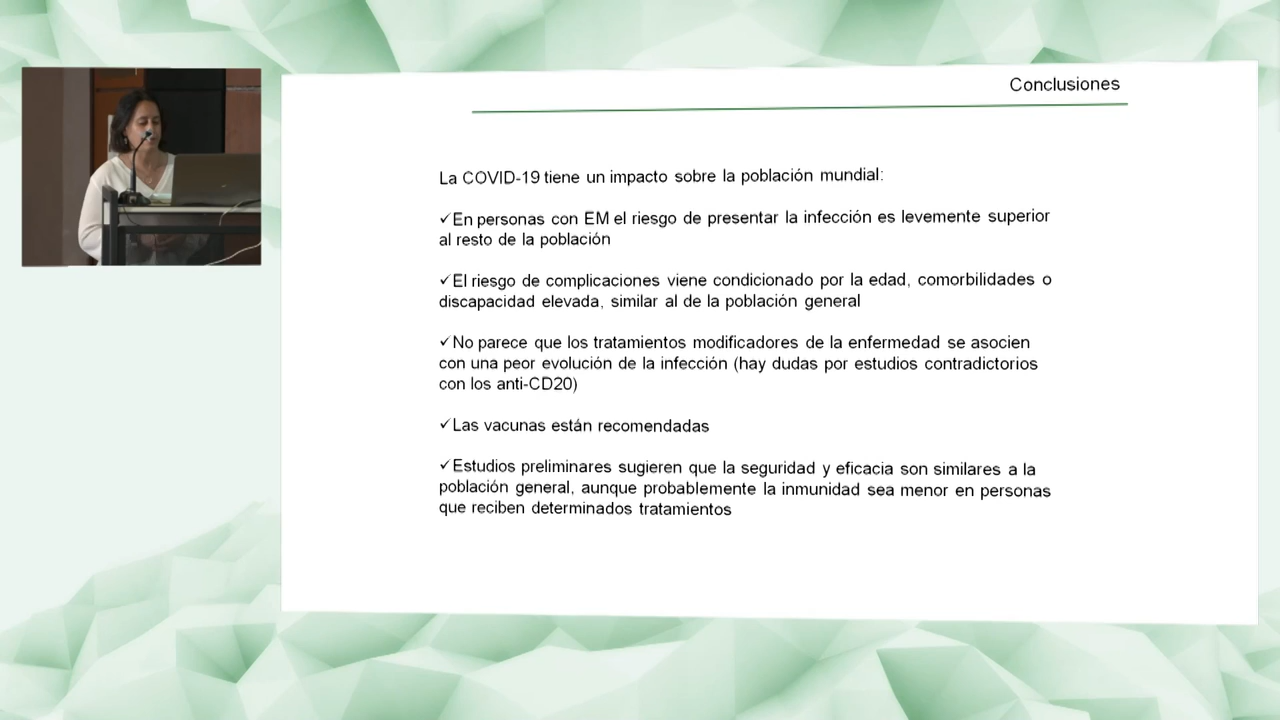 Conclusiones
La COVID-19 tiene un impacto sobre la población mundial:
✓En personas con EM el riesgo de presentar la infección es levemente superior
al resto de la población
✓El riesgo de complicaciones viene condicionado por la edad, comorbilidades o
discapacidad elevada, similar al de la población general
✓No parece que los tratamientos modificadores de la enfermedad se asocien
con una peor evolución de la infección (hay dudas por estudios contradictorios
con los anti-CD20)
✓Las vacunas están recomendadas
✓Estudios preliminares sugieren que la seguridad y eficacia son similares a la
población general, aunque probablemente la inmunidad sea menor en personas
que reciben determinados tratamientos